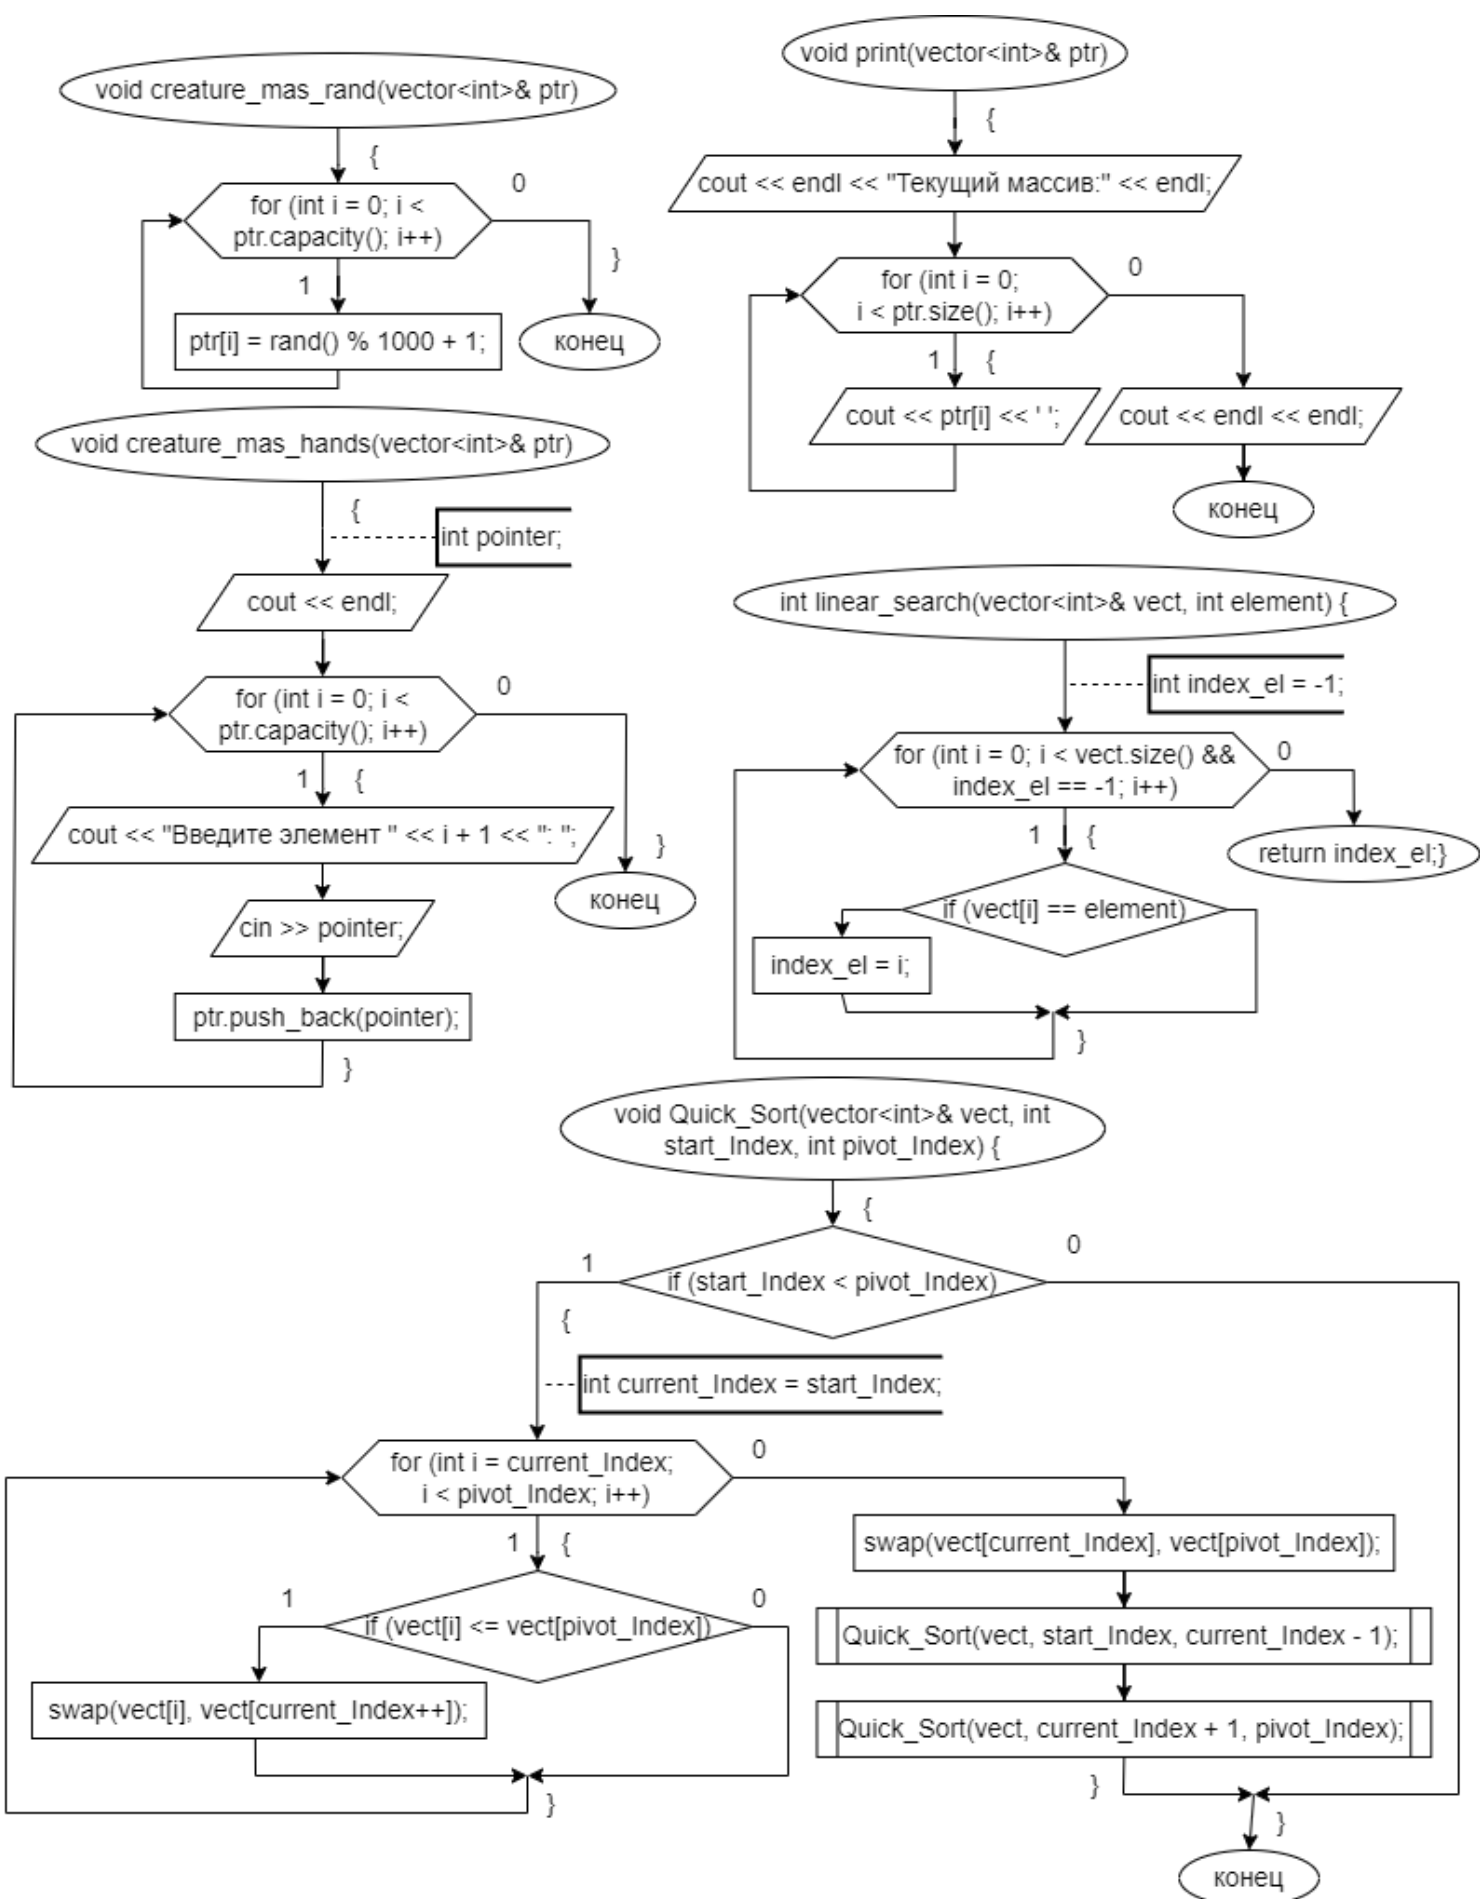 void creature_mas_rand(vector<int>& ptr)
{
for (int i = 0; i <
ptr.capacity(); i++)
0
1
}
ptr[i] = rand() % 1000 + 1;
конец
void print(vector<int>& ptr)
{
cout << endl << "Текущий массив:" << endl;
for (int i = 0;
i < ptr.size(); i++)
0
1
{
cout << ptr[i] << ' ';
cout << endl << endl;
конец
void creature_mas_hands(vector<int>& ptr)
{
int pointer;
cout << endl;
for (int i = 0; i <
ptr.capacity(); i++)
0
1
{
cout << "Введите элемент " << i + 1 << ": ";
}
cin >> pointer;
конец
ptr.push_back(pointer);
}
int linear_search(vector<int>& vect, int element) {
int index_el = -1;
for (int i = 0; i < vect.size() &&
index_el == -1; i++)
0
1
{
return index_el;}
if (vect[i] == element)
index_el = i;
}
void Quick_Sort(vector<int>& vect, int
start_Index, int pivot_Index) {
{
1
0
if (start_Index < pivot_Index)
{
int current_Index = start_Index;
for (int i = current_Index;
i < pivot_Index; i++)
0
1
{
swap(vect[current_Index], vect[pivot_Index]);
1
0
if (vect[i] <= vect[pivot_Index])
Quick_Sort(vect, start_Index, current_Index - 1);
swap(vect[i], vect[current_Index++]);
Quick_Sort(vect, current_Index + 1, pivot_Index);
}
}
}
конец